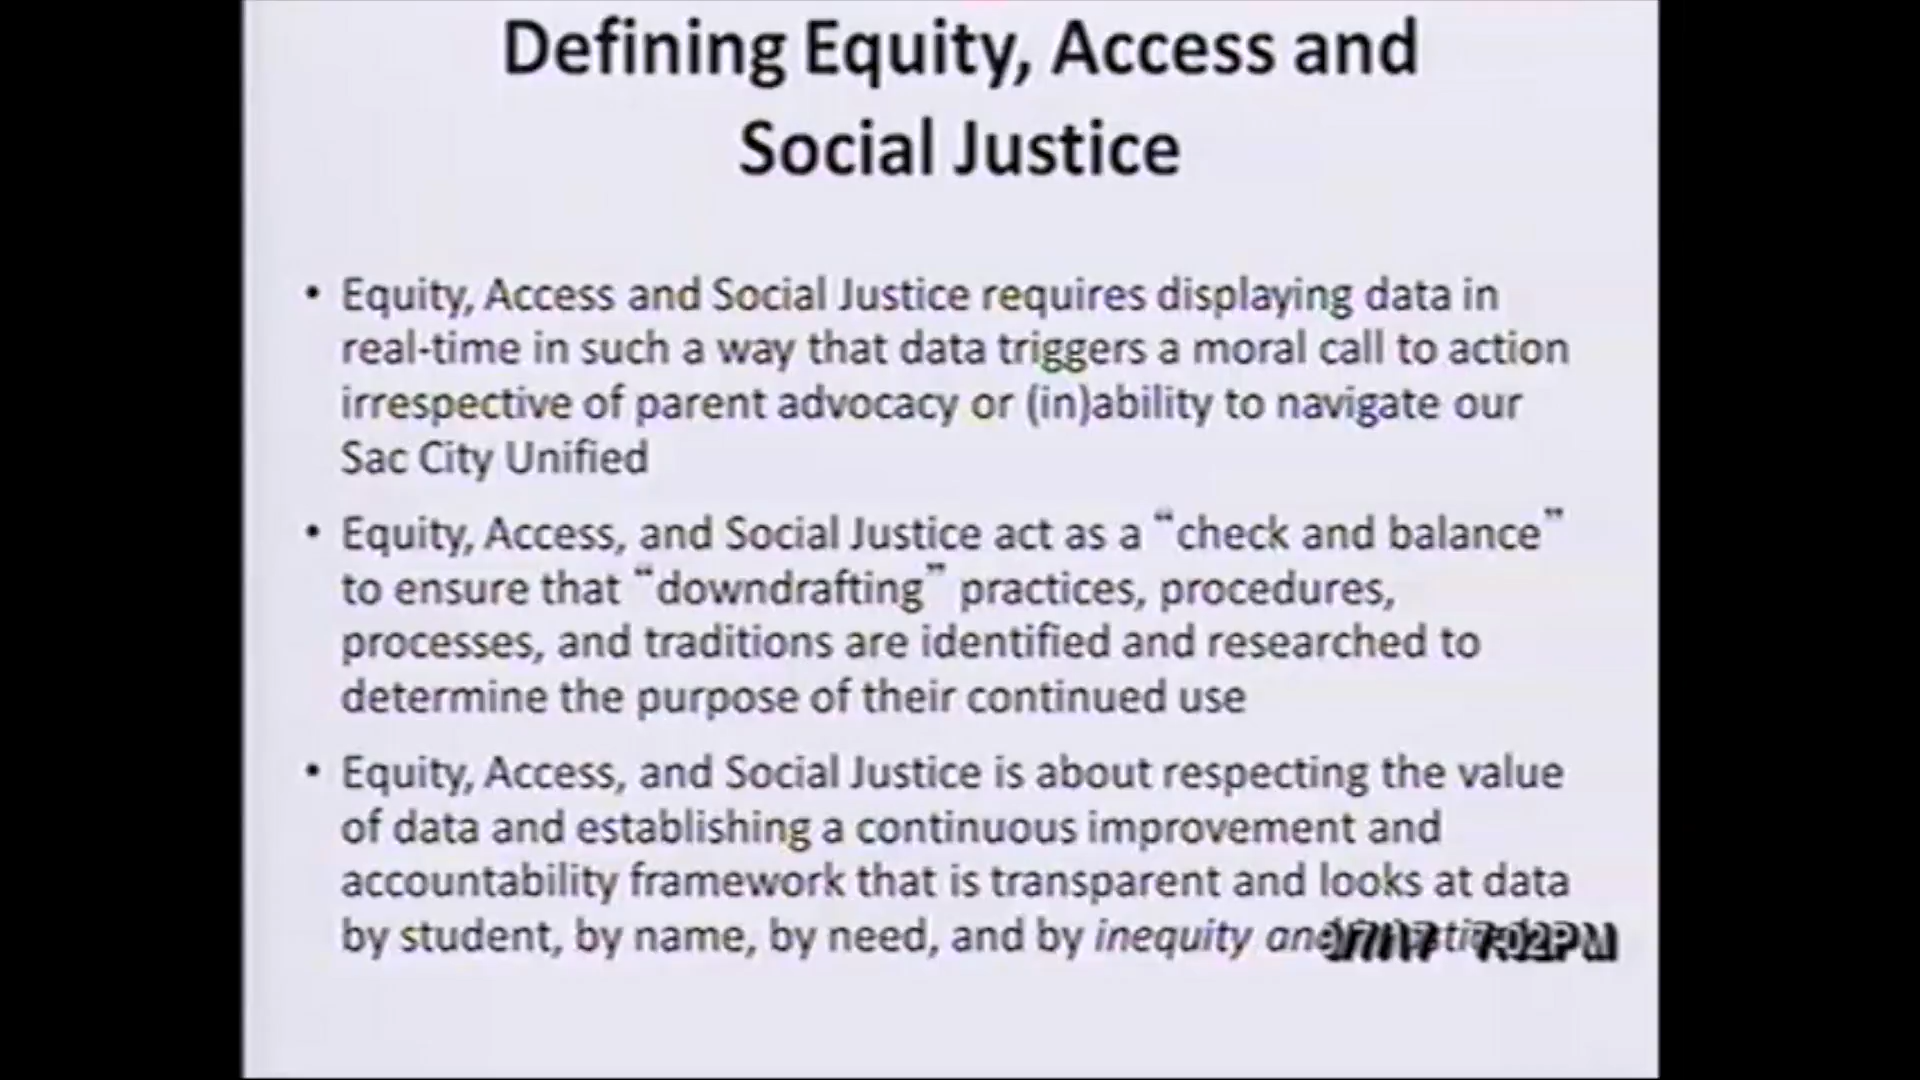 Defining Equity, Access and
Social Justice
• Equity, Access and Social Justice requires displaying data in
real-time in such a way that data triggers a moral call to action
irrespective of parent advocacy or (in)ability to navigate our
Sac City Unified
• Equity, Access, and Social Justice act as a “check and balance”
to ensure that “downdrafting” practices, procedures,
processes, and traditions are identified and researched to
determine the purpose of their continued use
• Equity, Access, and Social Justice is about respecting the value
of data and establishing a continuous improvement and
accountability framework that is transparent and looks at data
by student, by name, by need, and by inequity and
7:02PM